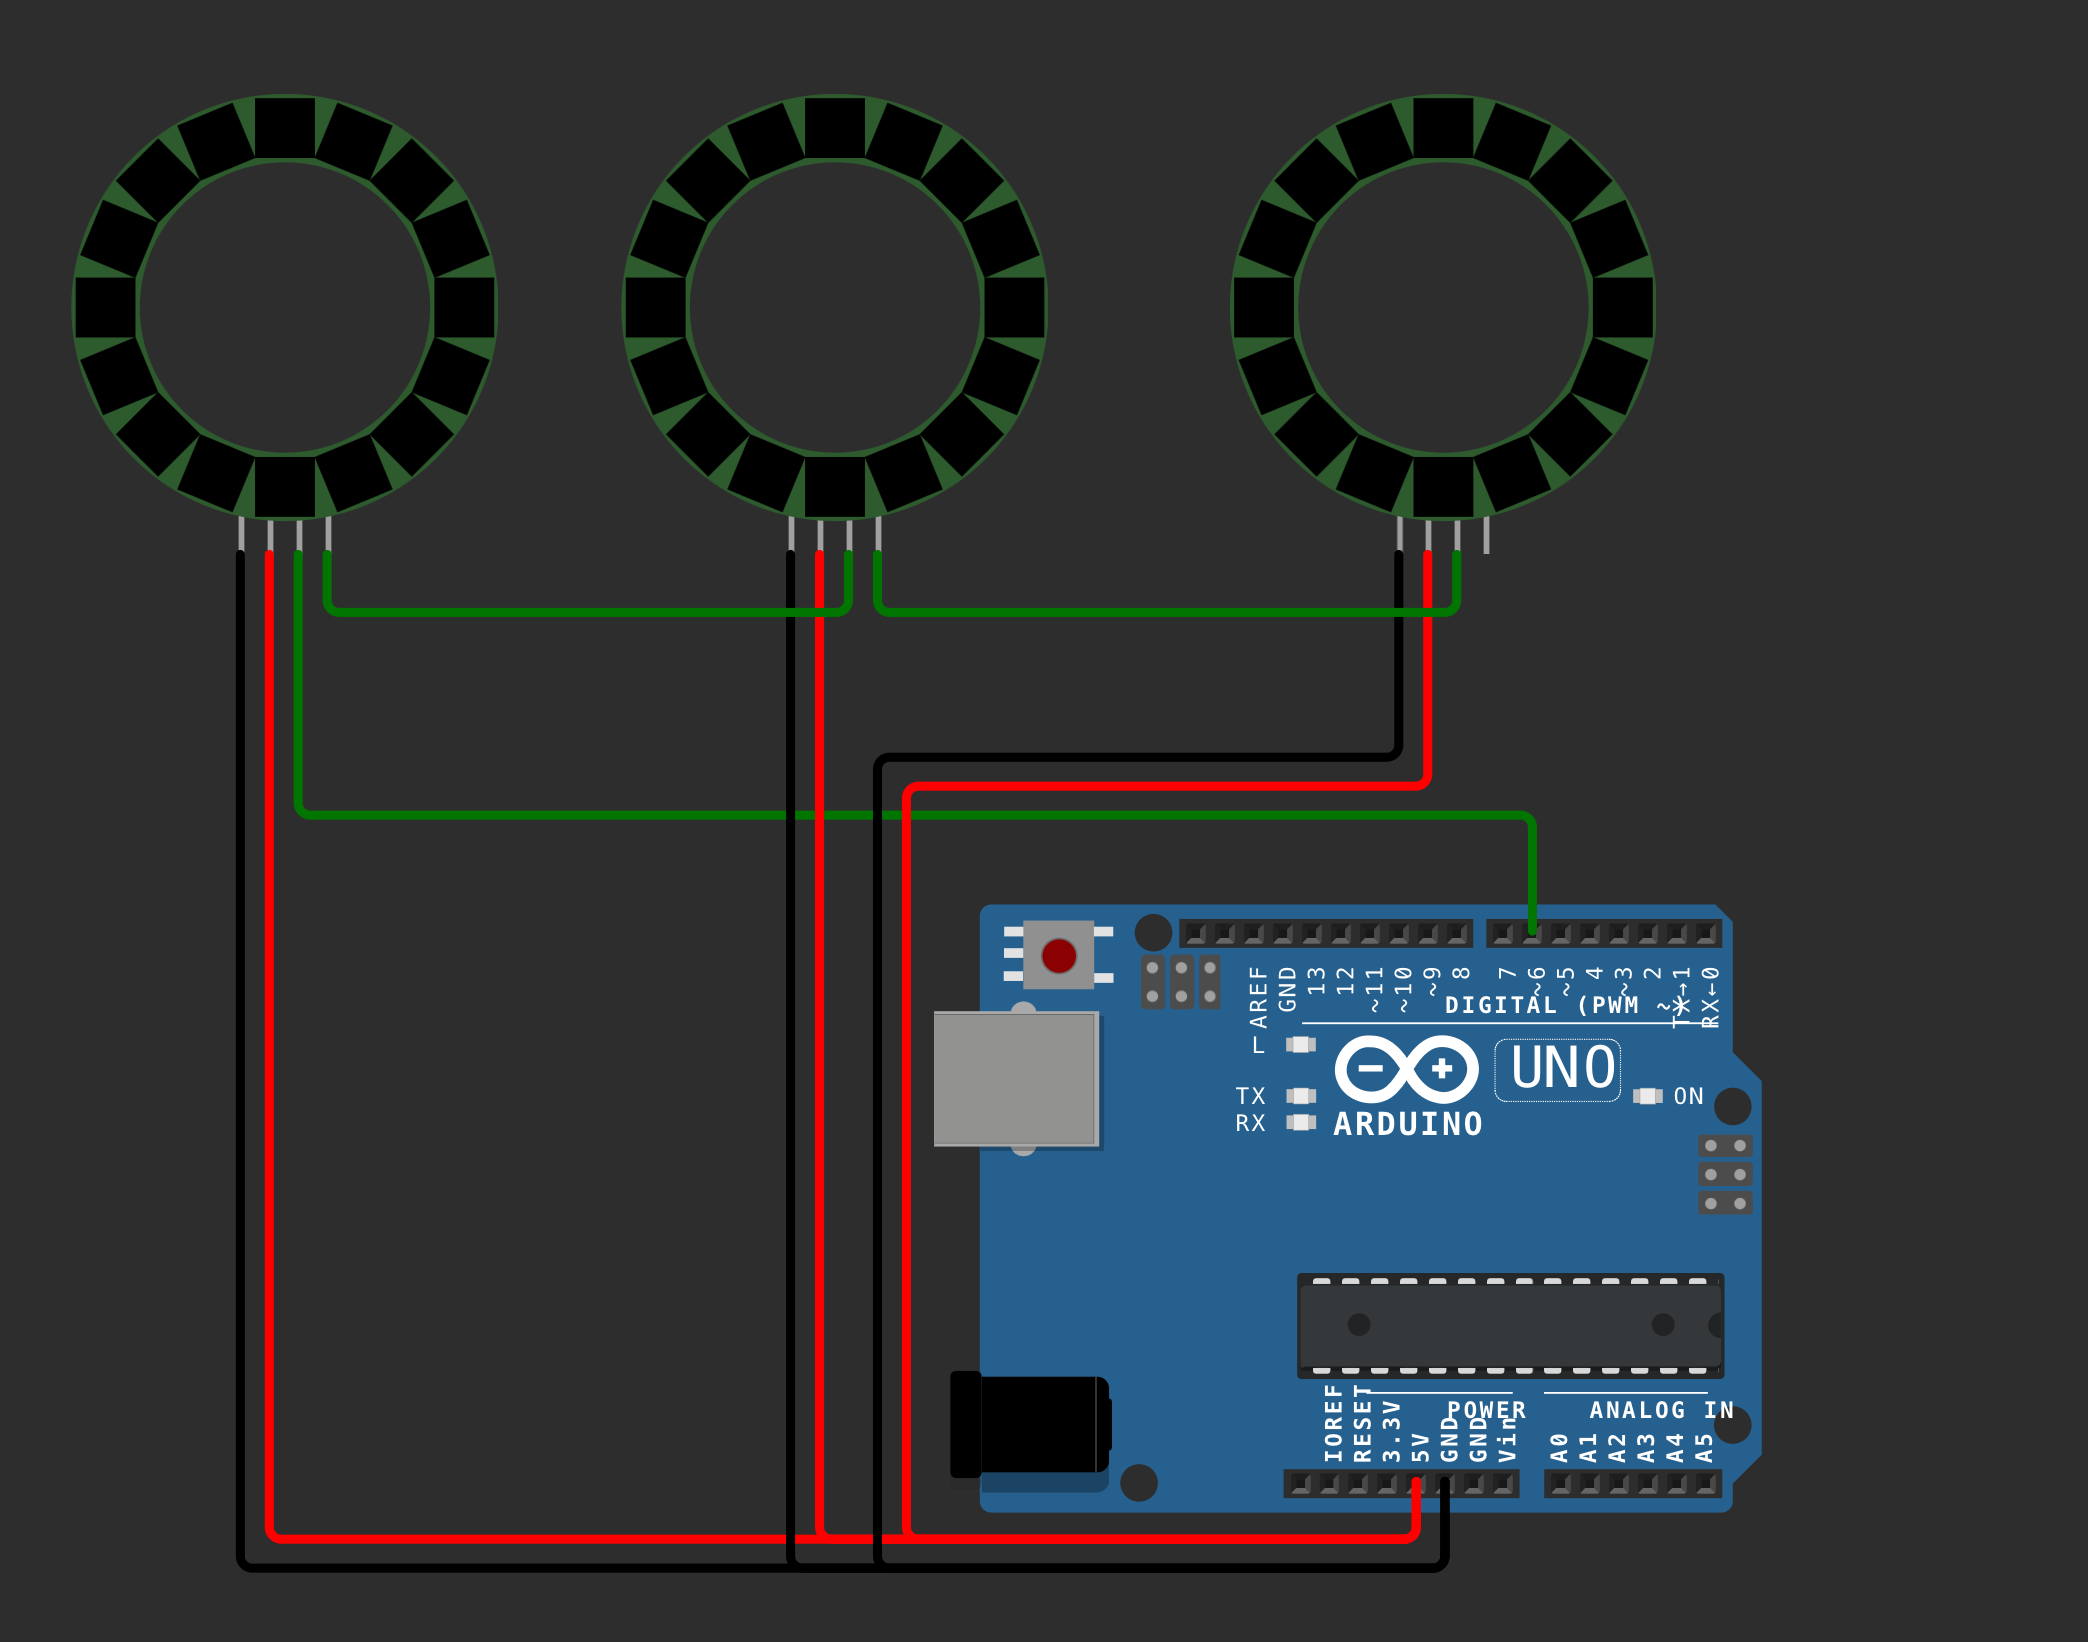 AREF
GND
13
12
~11
~10
~9
8
7
~6
~5
4
~3
2
TX→1
RX←0
DIGITAL (PWM ~)
L
UNO
TX
ON
RX
ARDUINO
IOREF
RESET
3.3V
5V
GND
GND
Vin
POWER
ANALOG IN
A0
A1
A2
A3
A4
A5